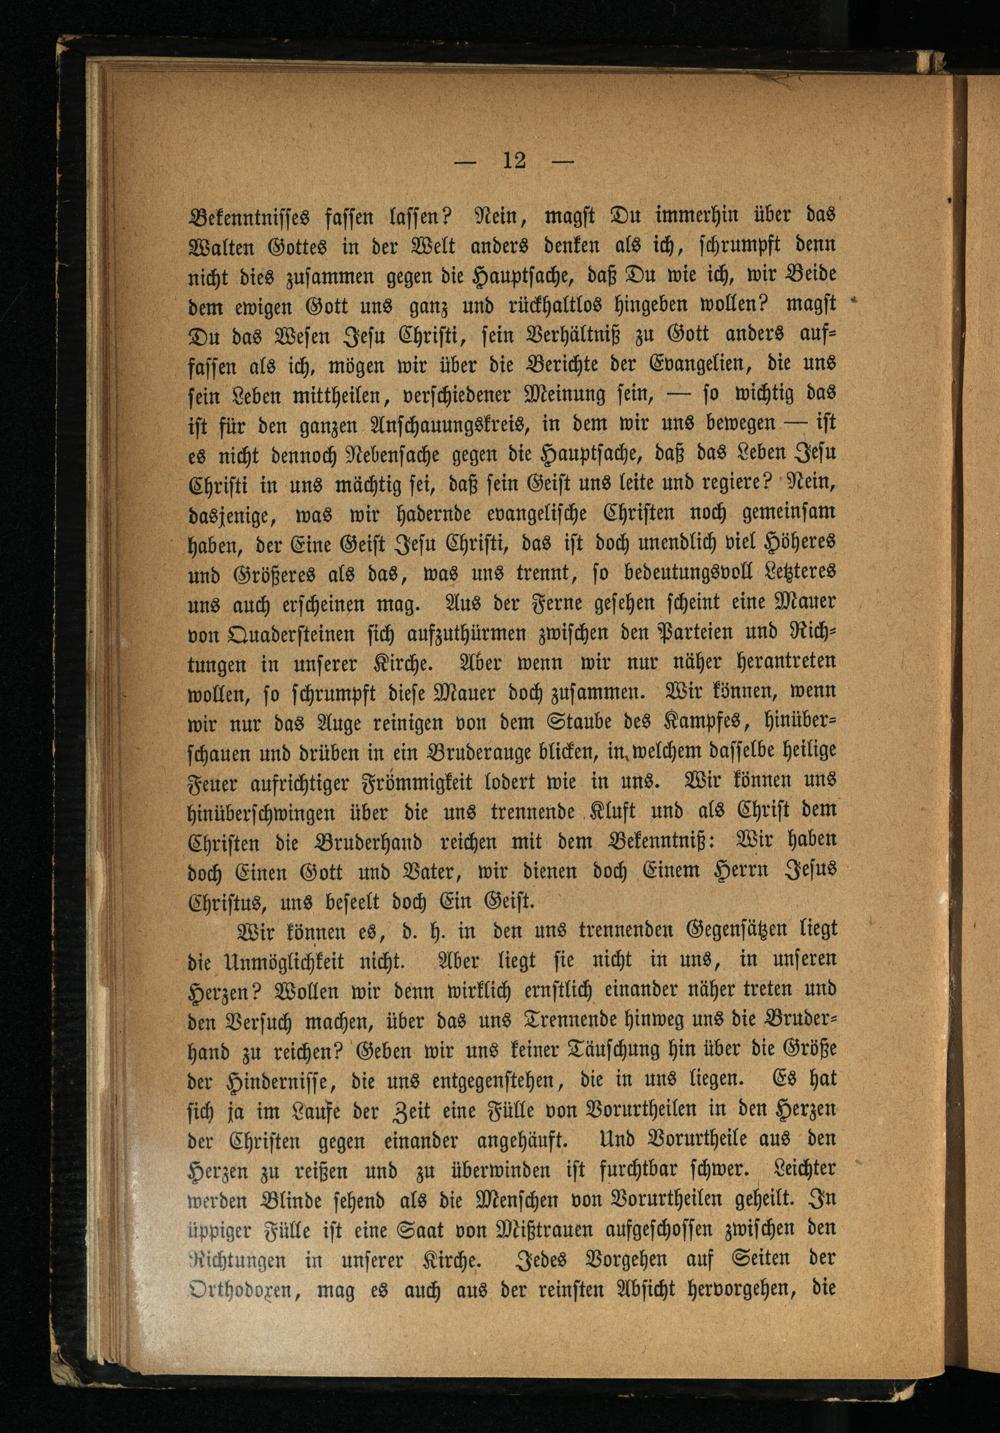 — 12 —
Bekenntnisses fassen lassen? Nein, magst Du immerhin über das
Walten Gottes in der Welt anders denken als ich, schrumpft denn
nicht dies zusammen gegen die Hauptsache, daß Du wie ich, wir Beide
dem ewigen Gott uns ganz und rückhaltlos hingeben wollen? magst
Du das Wesen Jesu Christi, sein Verhältniß zu Gott anders auf-
fassen als ich, mögen wir über die Berichte der Evangelien, die uns
sein Leben mittheilen, verschiedener Meinung sein, — so wichtig das
ist für den ganzen Anschauungskreis, in dem wir uns bewegen — ist
es nicht dennoch Nebensache gegen die Hauptsache, daß das Leben Jesu
Christi in uns mächtig sei, daß sein Geist uns leite und regiere? Nein,
dasjenige, was wir hadernde evangelische Christen noch gemeinsam
haben, der Eine Geist Jesu Christi, das ist doch unendlich viel Höheres
und Größeres als das, was uns trennt, so bedeutungsvoll Letzteres
uns auch erscheinen mag. Aus der Ferne gesehen scheint eine Mauer
von Quadersteinen sich aufzuthürmen zwischen den Parteien und Rich-
tungen in unserer Kirche. Aber wenn wir nur näher herantreten
wollen, so schrumpft diese Mauer doch zusammen. Wir können, wenn
wir nur das Auge reinigen von dem Staube des Kampfes, hinüber-
schauen und drüben in ein Bruderauge blicken, in welchem dasselbe heilige
Feuer aufrichtiger Frömmigkeit lodert wie in uns. Wir können uns
hinüberschwingen über die uns trennende Kluft und als Christ dem
Christen die Bruderhand reichen mit dem Bekenntniß: Wir haben
doch Einen Gott und Vater, wir dienen doch Einem Herrn Jesus
Christus, uns beseelt doch Ein Geist.
Wir können es, d. h. in den uns trennenden Gegensätzen liegt
die Unmöglichkeit nicht. Aber liegt sie nicht in uns, in unseren
Herzen? Wollen wir denn wirklich ernstlich einander näher treten und
den Versuch machen, über das uns Trennende hinweg uns die Bruder-
hand zu reichen? Geben wir uns keiner Täuschung hin über die Größe
der Hindernisse, die uns entgegenstehen, die in uns liegen. Es hat
sich ja im Laufe der Zeit eine Fülle von Vorurtheilen in den Herzen
der Christen gegen einander angehäuft. Und Vorurtheile aus den
Herzen zu reißen und zu überwinden ist furchtbar schwer. Leichter
werden Blinde sehend als die Menschen von Vorurtheilen geheilt. In
üppiger Fülle ist eine Saat von Mißtrauen aufgeschossen zwischen den
Richtungen in unserer Kirche. Jedes Vorgehen auf Seiten der
Orthodoxen, mag es auch aus der reinsten Absicht hervorgehen, die